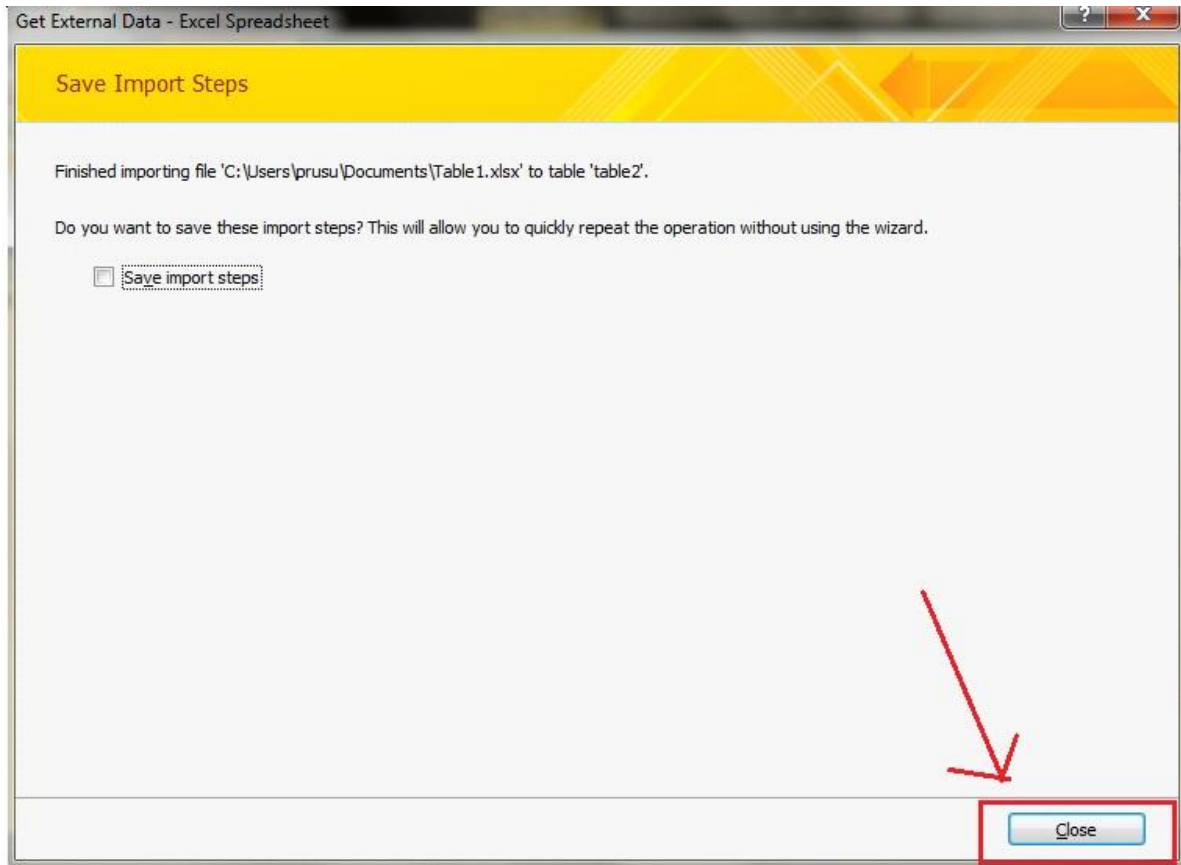 Get External Data - Excel Spreadsheet
? X
Save Import Steps
Finished importing file 'C:\Users\prusu\Documents\Table1.xlsx' to table 'table2'.
Do you want to save these import steps? This will allow you to quickly repeat the operation without using the wizard.
Save import steps
Close